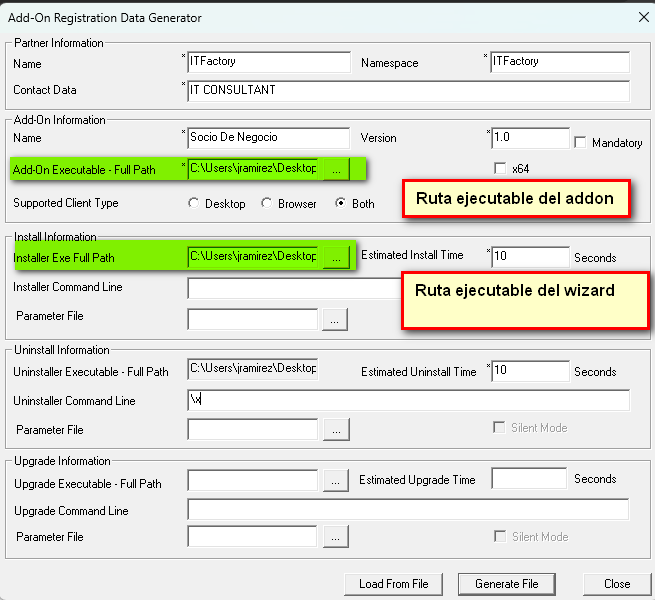 Add-On Registration Data Generator
Partner Information
Name * ITFactory Namespace * ITFactory
Contact Data * IT CONSULTANT
Add-On Information
Name * Socio De Negocio Version * 1.0 Mandatory
Add-On Executable - Full Path * C:\Users\jramirez\Desktop ... x64
Ruta ejecutable del addon
Supported Client Type Desktop Browser Both
Install Information
Installer Exe Full Path C:\Users\jramirez\Desktop ... Estimated Install Time * 10 Seconds
Installer Command Line
Ruta ejecutable del wizard
Parameter File ...
Uninstall Information
Uninstaller Executable - Full Path C:\Users\jramirez\Desktop Estimated Uninstall Time * 10 Seconds
Uninstaller Command Line \x
Parameter File ... Silent Mode
Upgrade Information
Upgrade Executable - Full Path ... Estimated Upgrade Time Seconds
Upgrade Command Line
Parameter File ... Silent Mode
Load From File Generate File Close